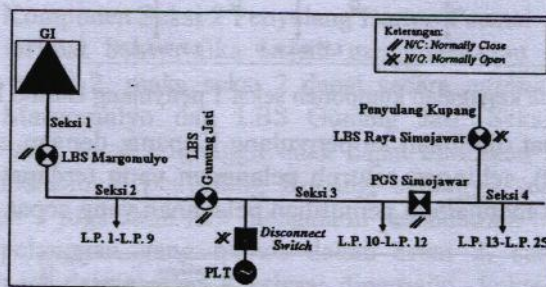 GI
Keterangan:
N/C: Normally Close
N/O: Normally Open
Seksi 1
Penyulang Kupang
LBS Margomulyo
LBS
Gunung Jati
LBS Raya Simojawar
PGS Simojawar
Seksi 2
Seksi 3
Seksi 4
N/C
N/C
N/O
N/C
N/O
L.P. 1-L.P. 9
Disconnect
Switch
L.P. 10-L.P. 12
L.P. 13-L.P. 25
PLT